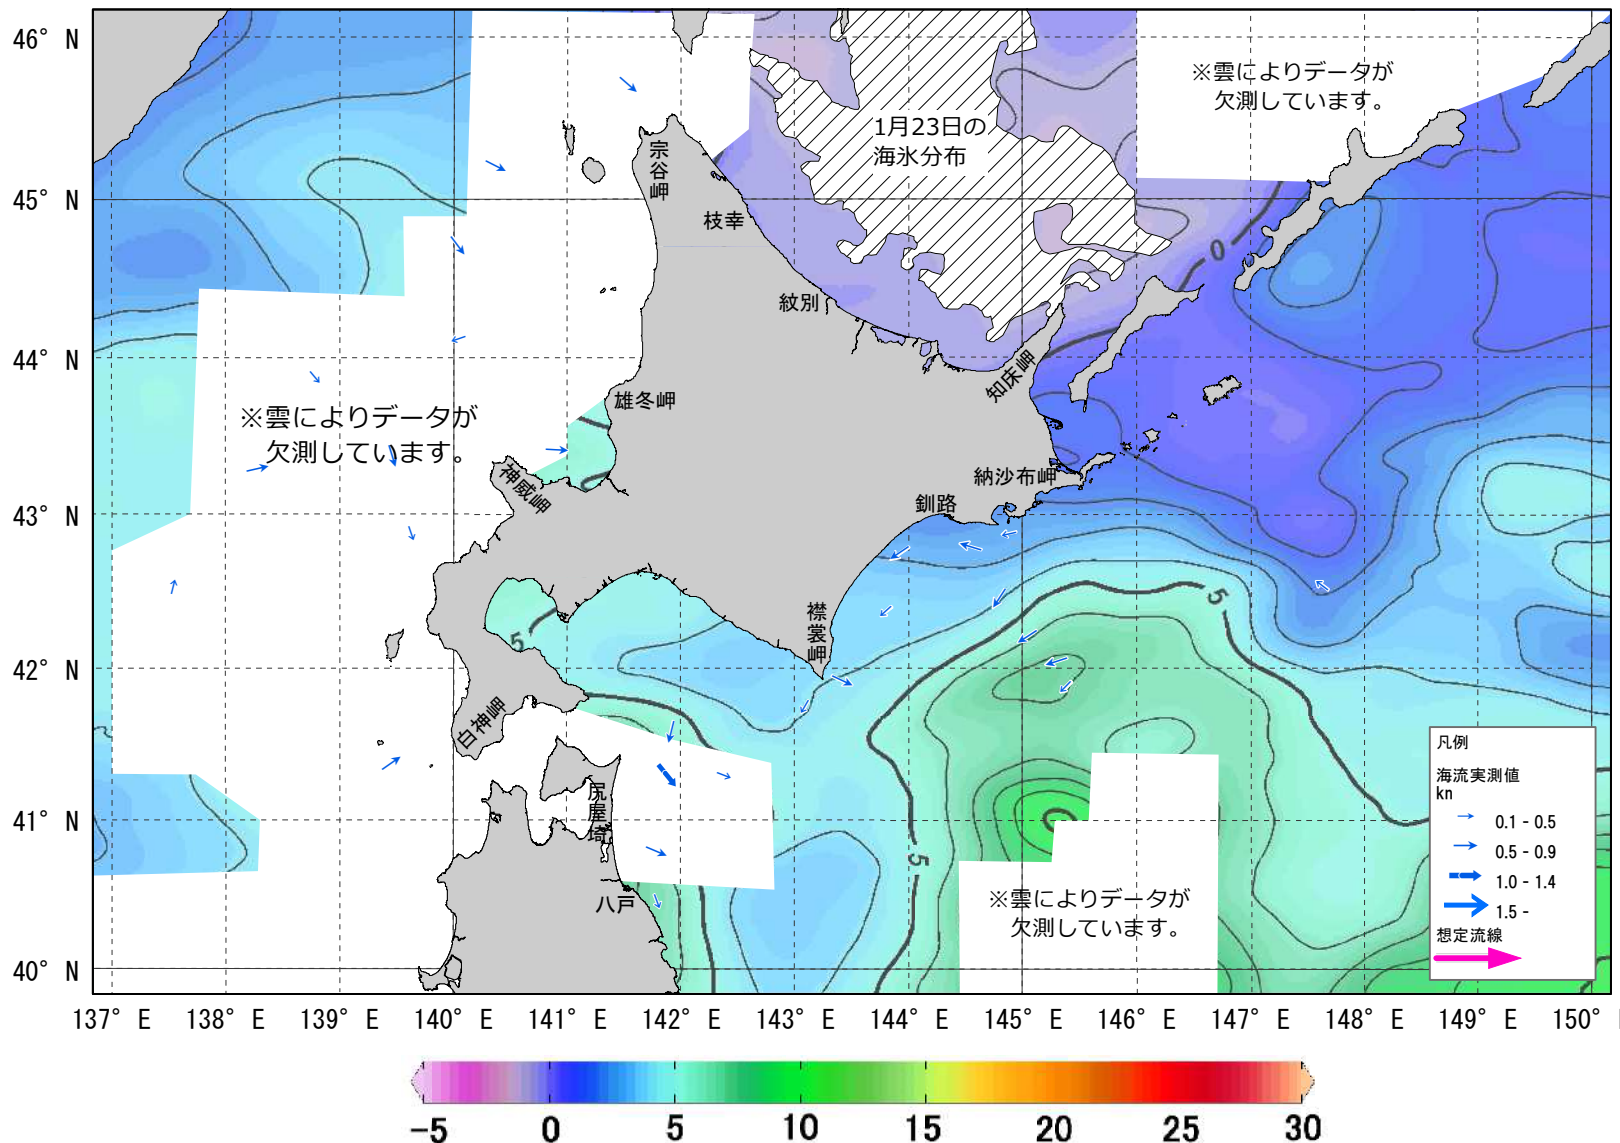 46° N
45° N
44° N
43° N
42° N
41° N
40° N
※雲によりデータが
欠測しています。
1月23日の
海氷分布
宗谷岬
枝幸
0
紋別
知床岬
※雲によりデータが
欠測しています。
雄冬岬
神威岬
納沙布岬
釧路
襟裳岬
5
5
白神岬
尻屋埼
5
八戸
※雲によりデータが
欠測しています。
凡例
海流実測値
kn
0.1 - 0.5
0.5 - 0.9
1.0 - 1.4
1.5 -
想定流線
137° E 138° E 139° E 140° E 141° E 142° E 143° E 144° E 145° E 146° E 147° E 148° E 149° E 150°
-5 0 5 10 15 20 25 30